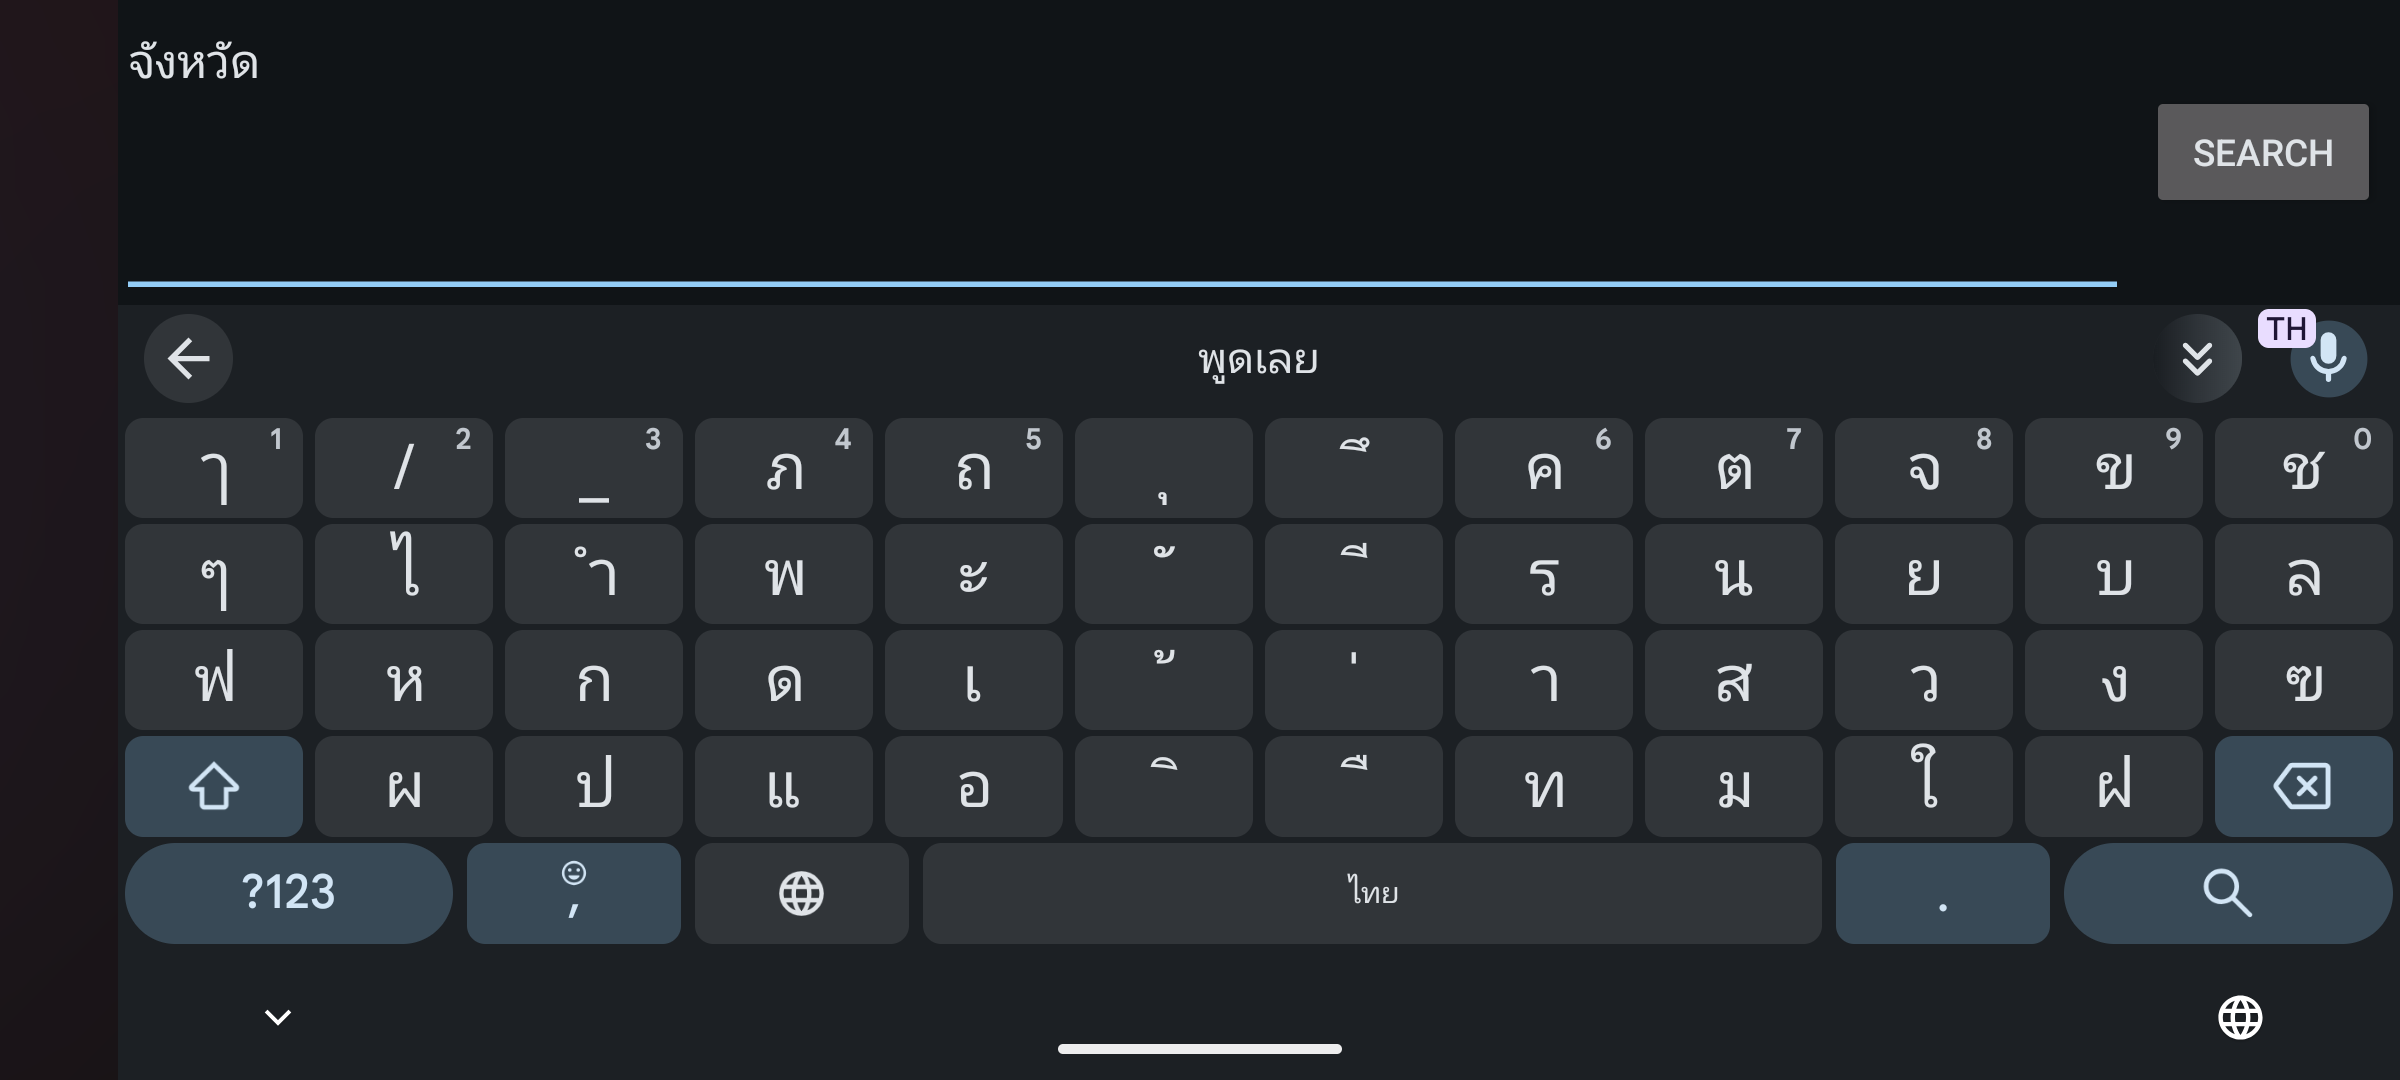 จังหวัด
SEARCH
พูดเลย
TH
ๅ 1 / 2 _ 3 ภ 4 ถ 5 ุ ึ ค 6 ต 7 จ 8 ข 9 ช 0
ๆ ไ ำ พ ะ ั ี ร น ย บ ล
ฟ ห ก ด เ ้ ่ า ส ว ง ฃ
ผ ป แ อ ิ ื ท ม ใ ฝ
?123 , ไทย .